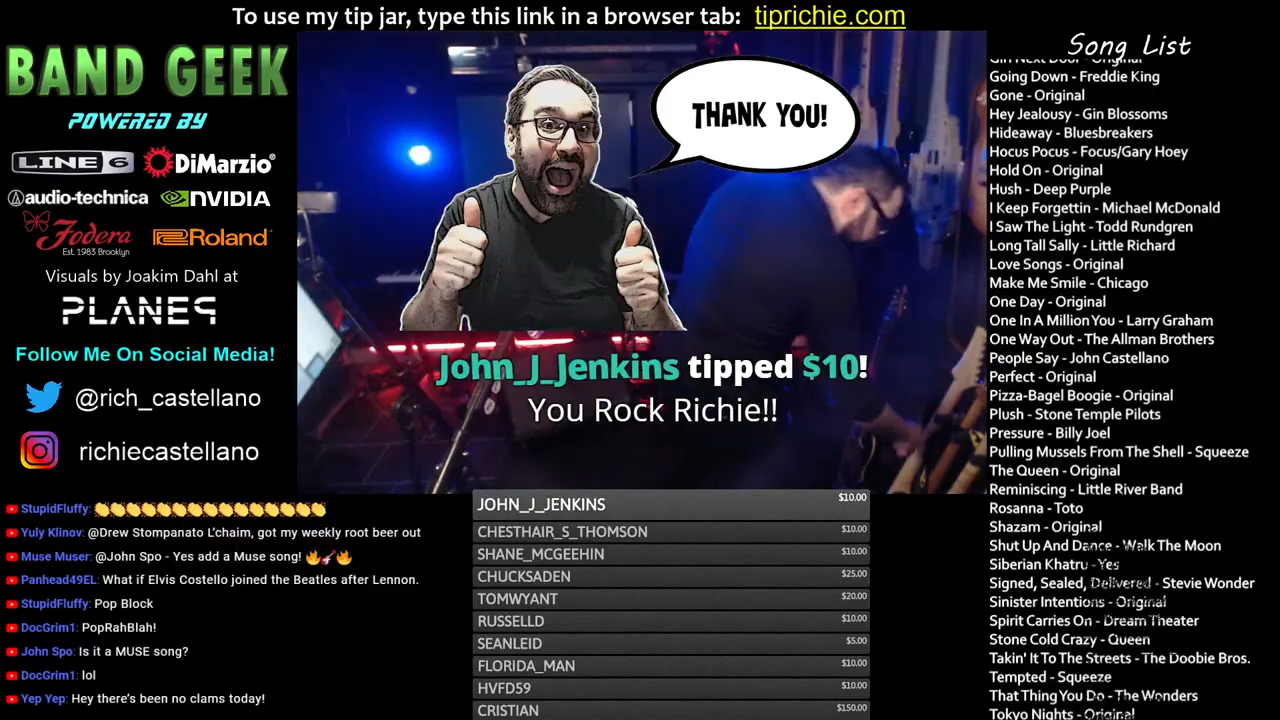 To use my tip jar, type this link in a browser tab: tiprichie.com
BAND GEEK
POWERED BY
LINE 6
DiMarzio®
audio-technica
NVIDIA
Fodera
Est. 1983 Brooklyn
Roland
Visuals by Joakim Dahl at
PLANE9
Follow Me On Social Media!
@rich_castellano
richiecastellano
THANK YOU!
John_J_Jenkins tipped $10!
You Rock Richie!!
StupidFluffy: 👏👏👏👏👏👏👏👏👏👏👏👏👏👏👏
Yuly Klinov: @Drew Stompanato L'chaim, got my weekly root beer out
Muse Muser: @John Spo - Yes add a Muse song! 🔥🎸🔥
Panhead49EL: What if Elvis Costello joined the Beatles after Lennon.
StupidFluffy: Pop Block
DocGrim1: PopRahBlah!
John Spo: Is it a MUSE song?
DocGrim1: lol
Yep Yep: Hey there's been no clams today!
JOHN_J_JENKINS $10.00
CHESTHAIR_S_THOMSON $10.00
SHANE_MCGEEHIN $10.00
CHUCKSADEN $25.00
TOMWYANT $20.00
RUSSELLD $10.00
SEANLEID $5.00
FLORIDA_MAN $10.00
HVFD59 $10.00
CRISTIAN $150.00
Song List
Girl Next Door - Original
Going Down - Freddie King
Gone - Original
Hey Jealousy - Gin Blossoms
Hideaway - Bluesbreakers
Hocus Pocus - Focus/Gary Hoey
Hold On - Original
Hush - Deep Purple
I Keep Forgettin - Michael McDonald
I Saw The Light - Todd Rundgren
Long Tall Sally - Little Richard
Love Songs - Original
Make Me Smile - Chicago
One Day - Original
One In A Million You - Larry Graham
One Way Out - The Allman Brothers
People Say - John Castellano
Perfect - Original
Pizza-Bagel Boogie - Original
Plush - Stone Temple Pilots
Pressure - Billy Joel
Pulling Mussels From The Shell - Squeeze
The Queen - Original
Reminiscing - Little River Band
Rosanna - Toto
Shazam - Original
Shut Up And Dance - Walk The Moon
Siberian Khatru - Yes
Signed, Sealed, Delivered - Stevie Wonder
Sinister Intentions - Original
Spirit Carries On - Dream Theater
Stone Cold Crazy - Queen
Takin' It To The Streets - The Doobie Bros.
Tempted - Squeeze
That Thing You Do - The Wonders
Tokyo Nights - Original